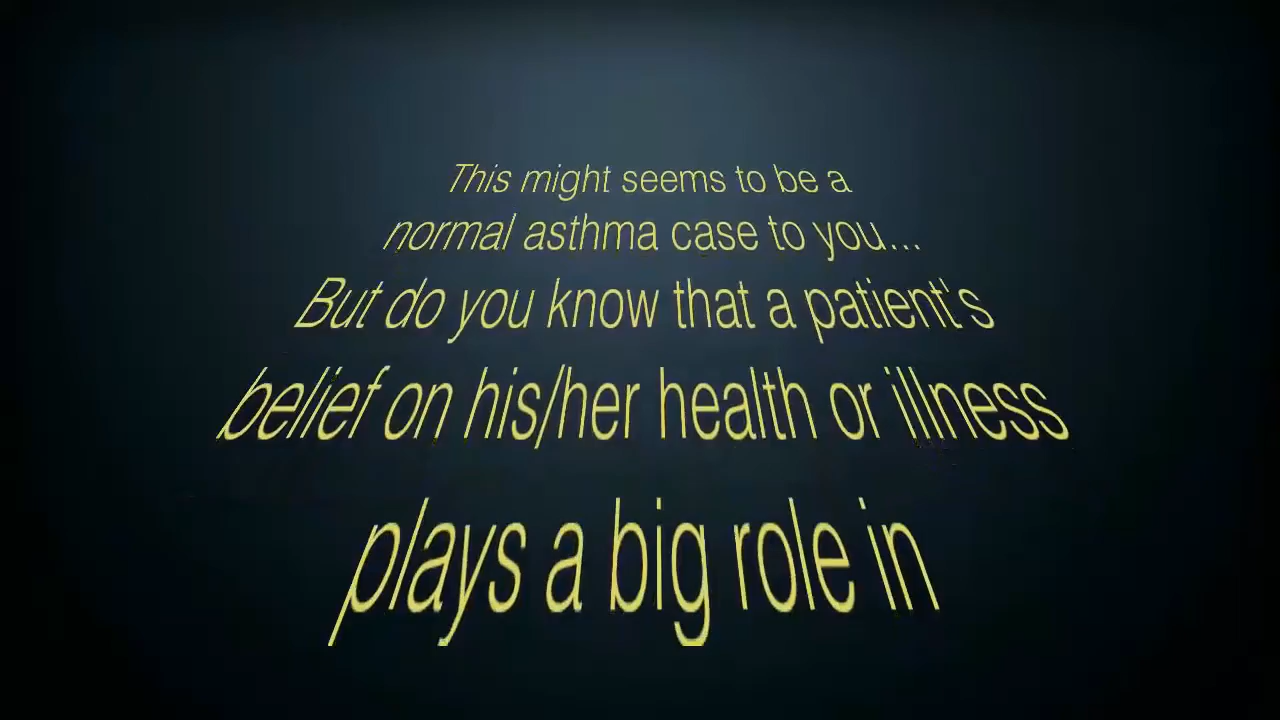 This might seems to be a
normal asthma case to you...
But do you know that a patient's
belief on his/her health or illness
plays a big role in